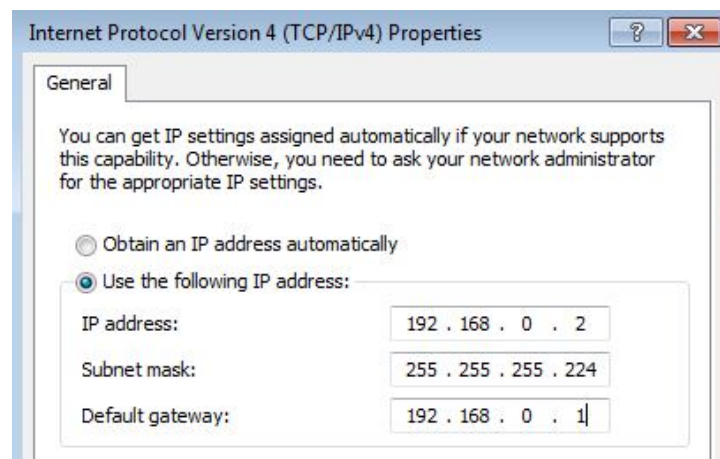 Internet Protocol Version 4 (TCP/IPv4) Properties
?
General
You can get IP settings assigned automatically if your network supports
this capability. Otherwise, you need to ask your network administrator
for the appropriate IP settings.
Obtain an IP address automatically
Use the following IP address:
IP address: 192 . 168 . 0 . 2
Subnet mask: 255 . 255 . 255 . 224
Default gateway: 192 . 168 . 0 . 1